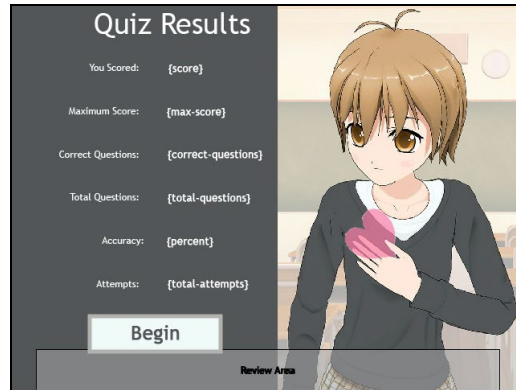 Quiz Results
You Scored: {score}
Maximum Score: {max-score}
Correct Questions: {correct-questions}
Total Questions: {total-questions}
Accuracy: {percent}
Attempts: {total-attempts}
Begin
Review Area